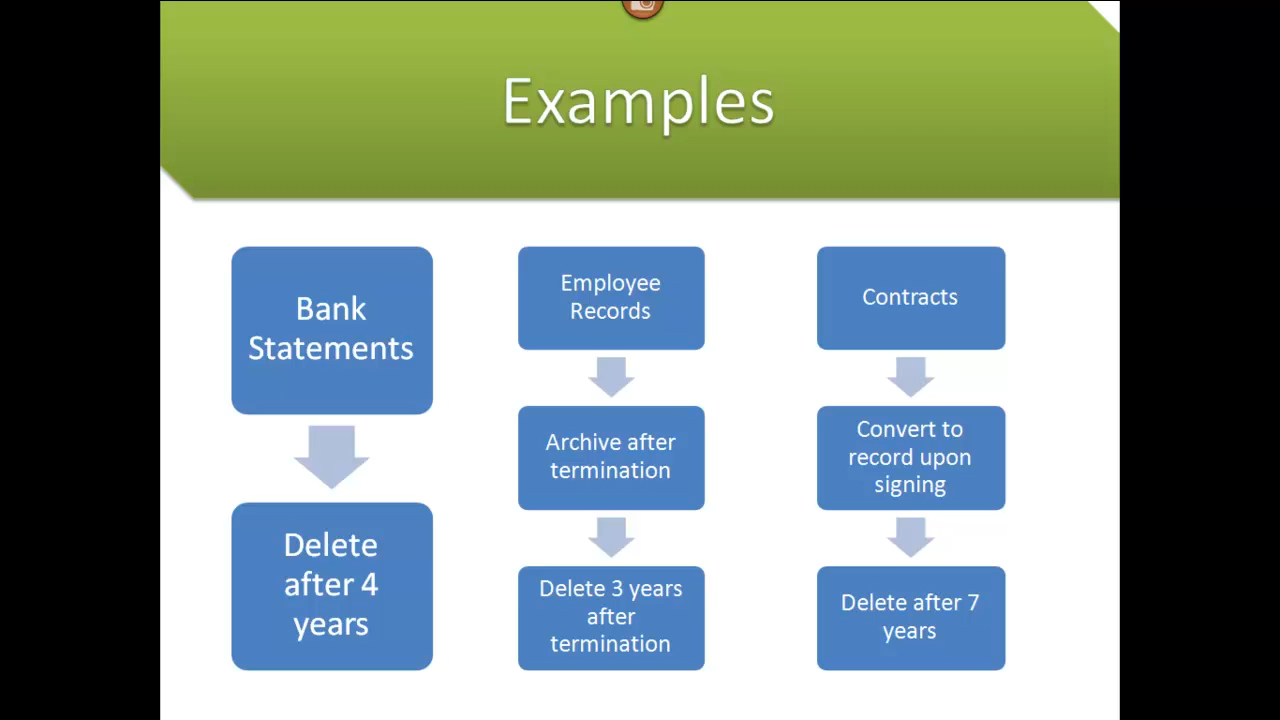 Examples
Bank
Statements
Delete
after 4
years
Employee
Records
Archive after
termination
Delete 3 years
after
termination
Contracts
Convert to
record upon
signing
Delete after 7
years